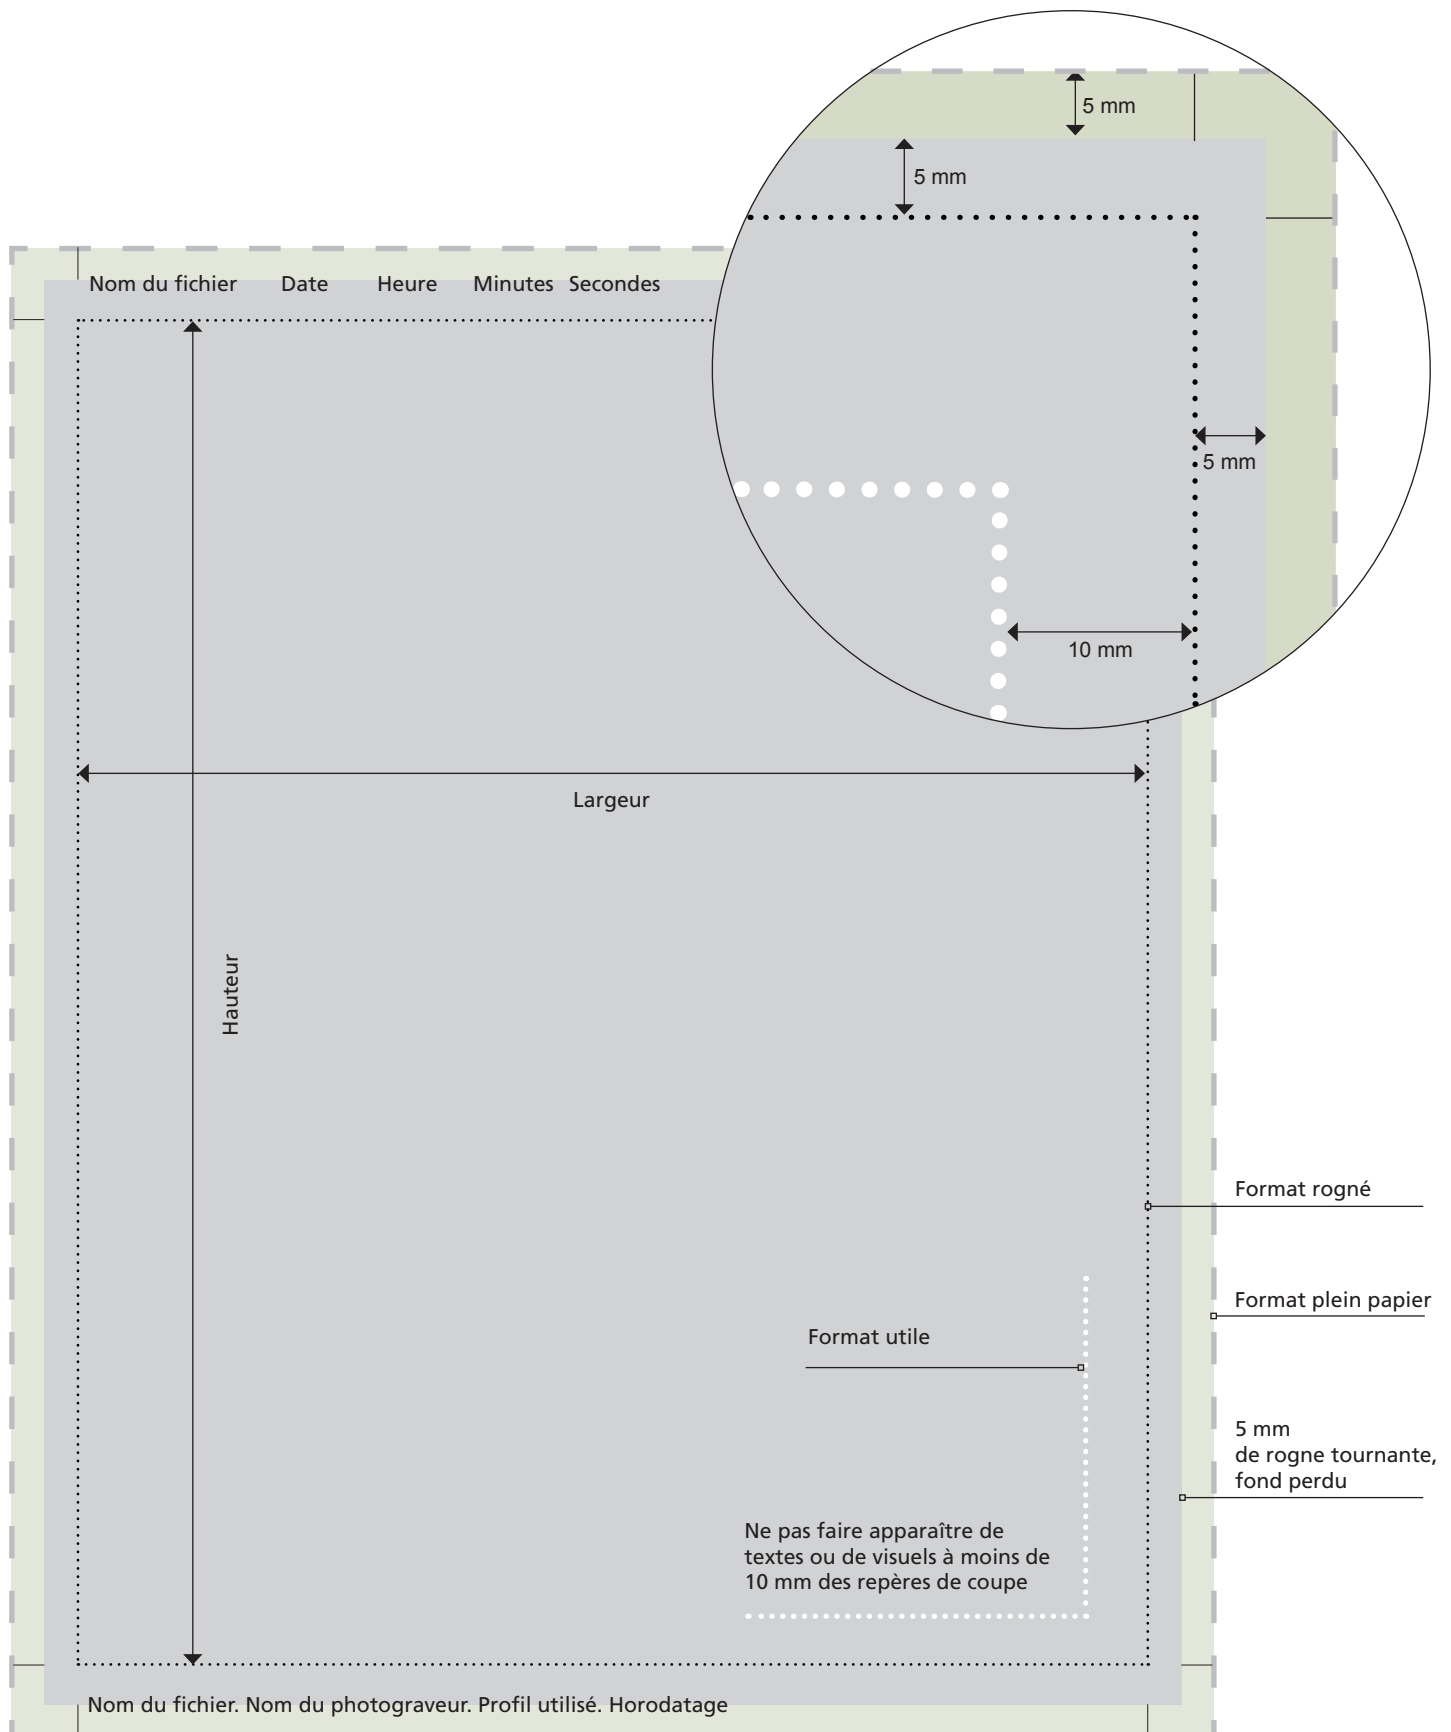 5 mm
5 mm
Nom du fichier Date Heure Minutes Secondes
5 mm
10 mm
Largeur
Hauteur
Format rogné
Format plein papier
Format utile
5 mm
de rogne tournante,
fond perdu
Ne pas faire apparaître de
textes ou de visuels à moins de
10 mm des repères de coupe
Nom du fichier. Nom du photograveur. Profil utilisé. Horodatage